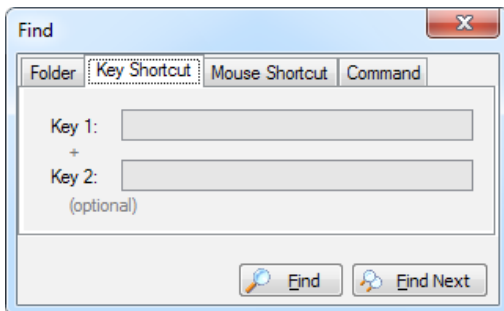 Find
Folder Key Shortcut Mouse Shortcut Command
Key 1:
+
Key 2:
(optional)
Find Find Next